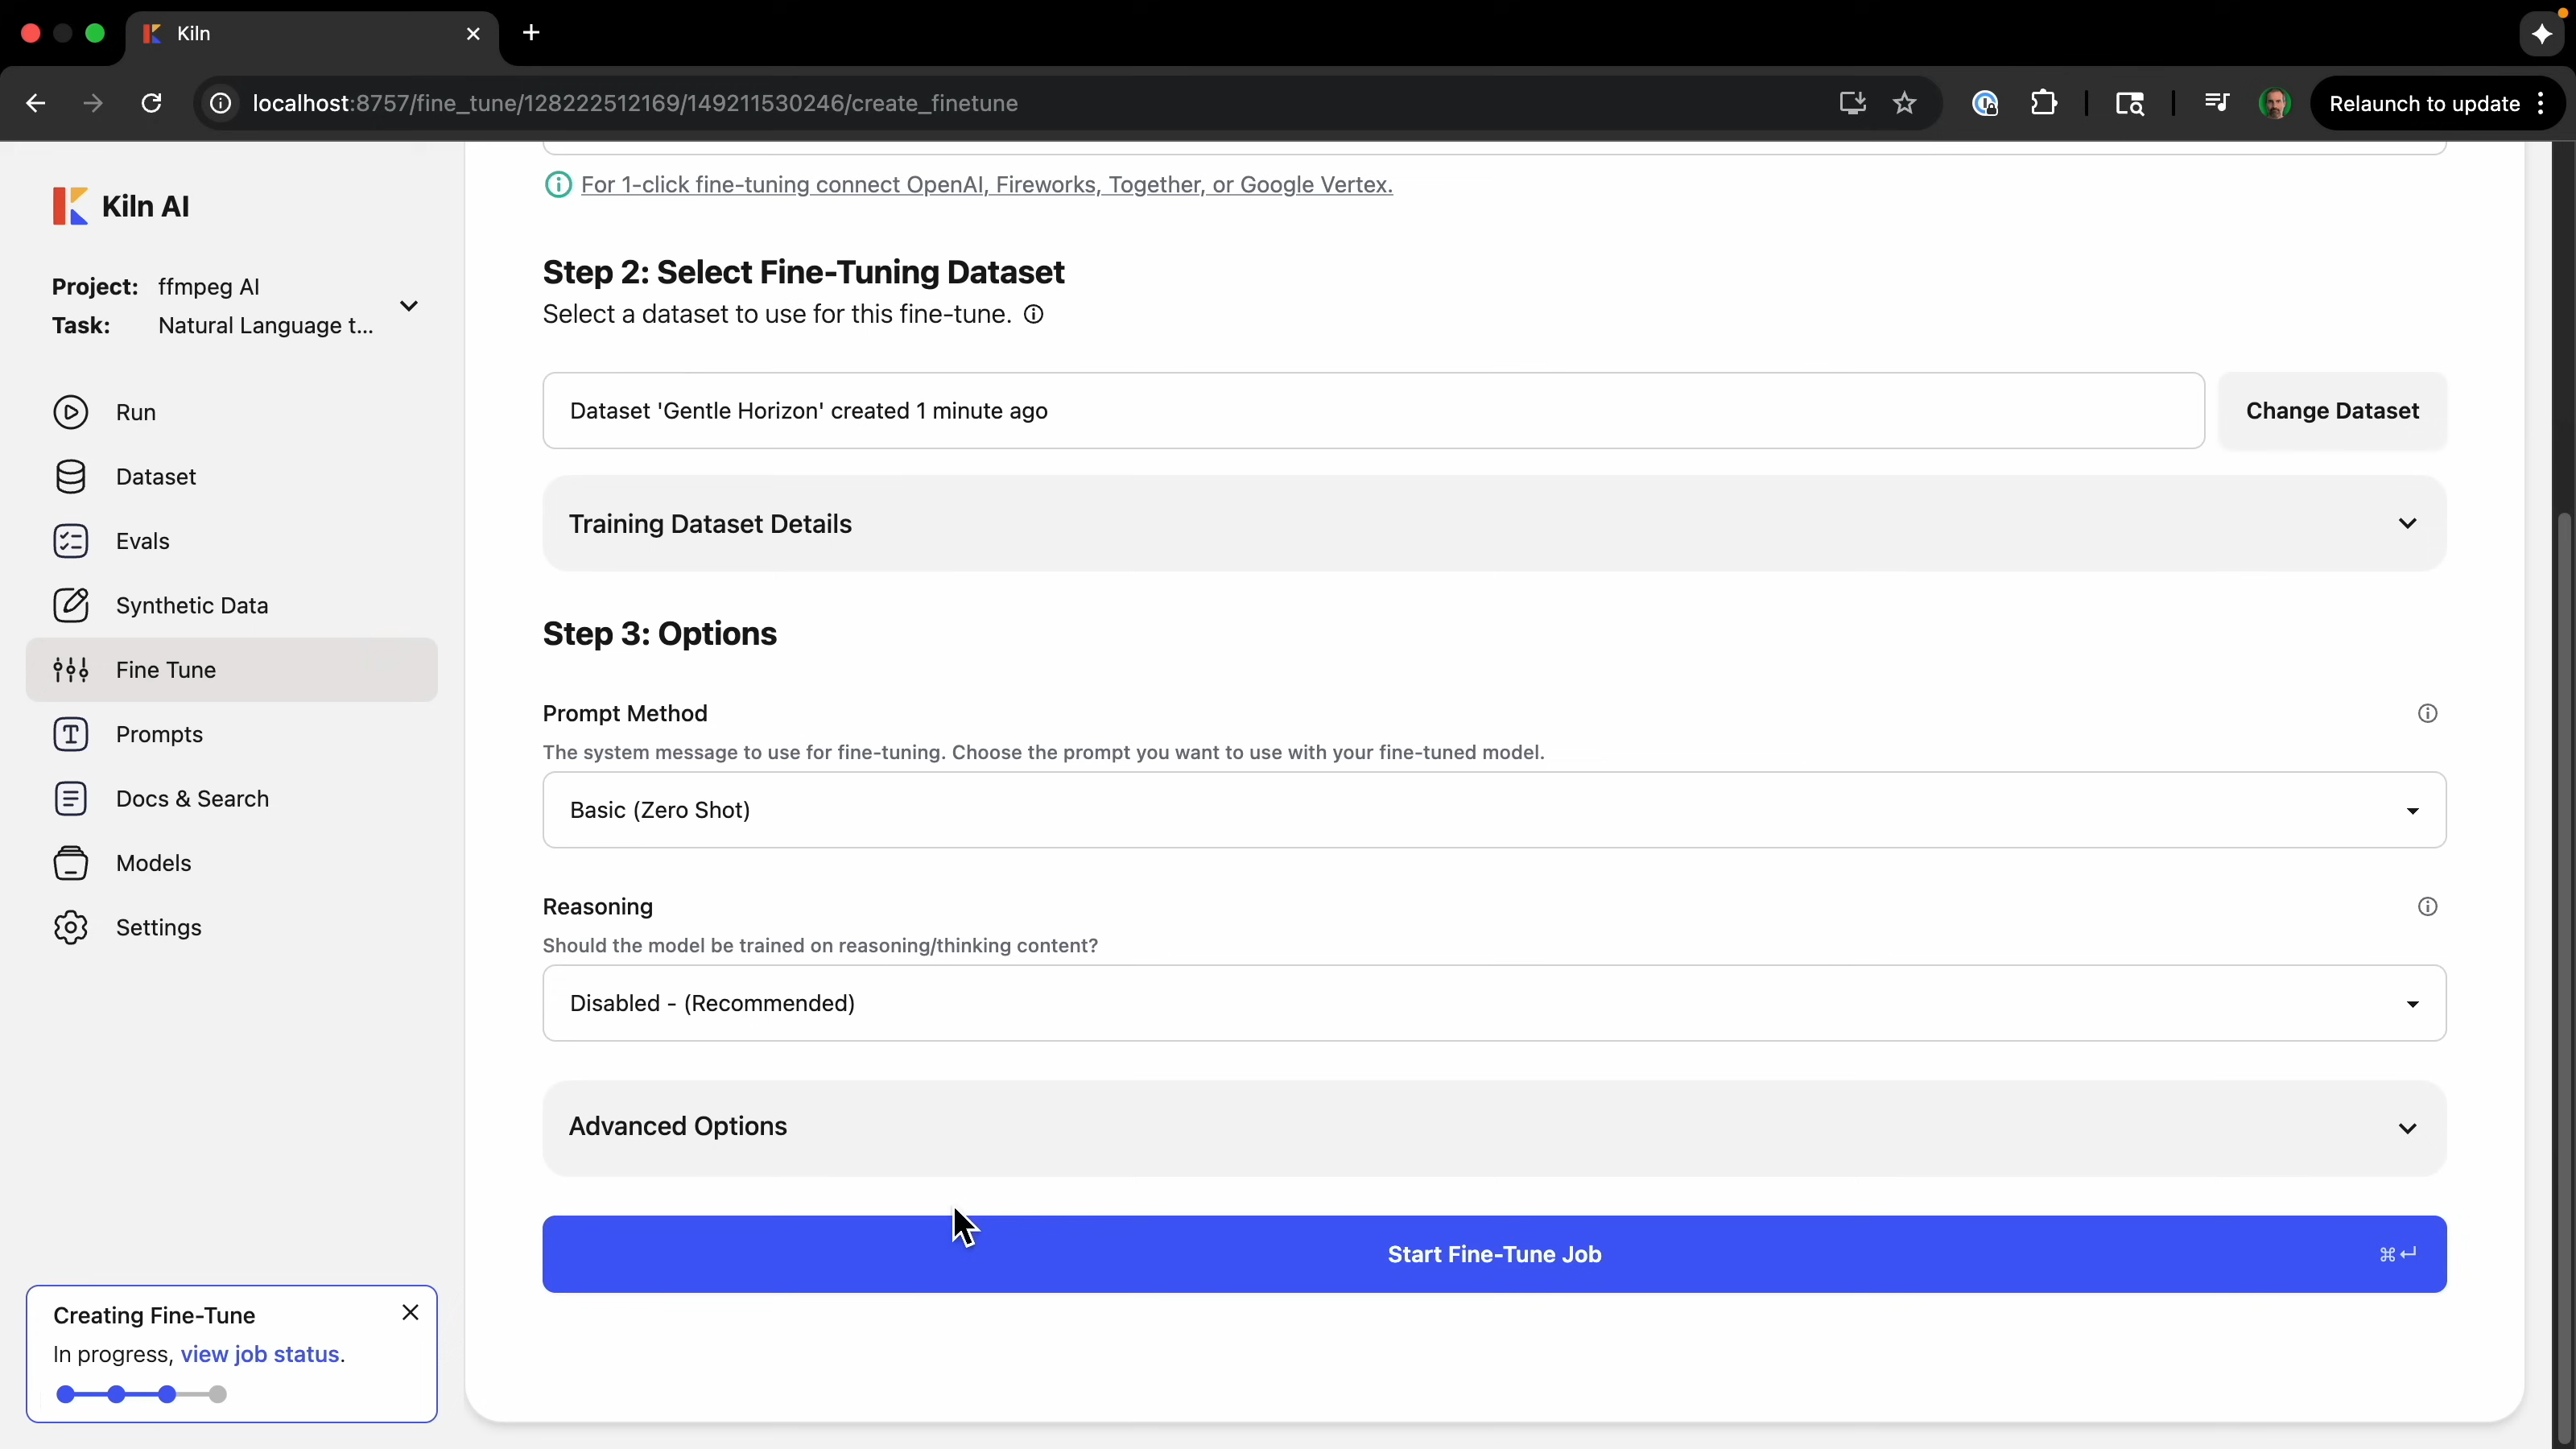 Kiln
localhost:8757/fine_tune/128222512169/149211530246/create_finetune
Relaunch to update
Kiln AI
Project: ffmpeg AI
Task: Natural Language t...
Run
Dataset
Evals
Synthetic Data
Fine Tune
Prompts
Docs & Search
Models
Settings
Creating Fine-Tune
In progress, view job status.
For 1-click fine-tuning connect OpenAI, Fireworks, Together, or Google Vertex.
Step 2: Select Fine-Tuning Dataset
Select a dataset to use for this fine-tune.
Dataset 'Gentle Horizon' created 1 minute ago
Change Dataset
Training Dataset Details
Step 3: Options
Prompt Method
The system message to use for fine-tuning. Choose the prompt you want to use with your fine-tuned model.
Basic (Zero Shot)
Reasoning
Should the model be trained on reasoning/thinking content?
Disabled - (Recommended)
Advanced Options
Start Fine-Tune Job ⌘↵